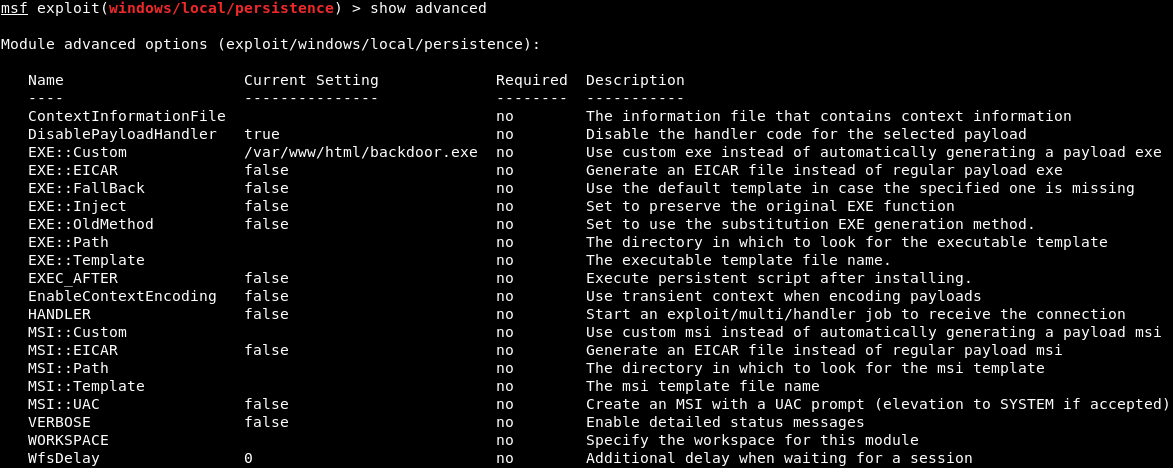 msf exploit(windows/local/persistence) > show advanced
Module advanced options (exploit/windows/local/persistence):
Name Current Setting Required Description
---- --------------- -------- -----------
ContextInformationFile no The information file that contains context information
DisablePayloadHandler true no Disable the handler code for the selected payload
EXE::Custom /var/www/html/backdoor.exe no Use custom exe instead of automatically generating a payload exe
EXE::EICAR false no Generate an EICAR file instead of regular payload exe
EXE::FallBack false no Use the default template in case the specified one is missing
EXE::Inject false no Set to preserve the original EXE function
EXE::OldMethod false no Set to use the substitution EXE generation method.
EXE::Path no The directory in which to look for the executable template
EXE::Template no The executable template file name.
EXEC_AFTER false no Execute persistent script after installing.
EnableContextEncoding false no Use transient context when encoding payloads
HANDLER false no Start an exploit/multi/handler job to receive the connection
MSI::Custom no Use custom msi instead of automatically generating a payload msi
MSI::EICAR false no Generate an EICAR file instead of regular payload msi
MSI::Path no The directory in which to look for the msi template
MSI::Template no The msi template file name
MSI::UAC false no Create an MSI with a UAC prompt (elevation to SYSTEM if accepted)
VERBOSE false no Enable detailed status messages
WORKSPACE no Specify the workspace for this module
WfsDelay 0 no Additional delay when waiting for a session